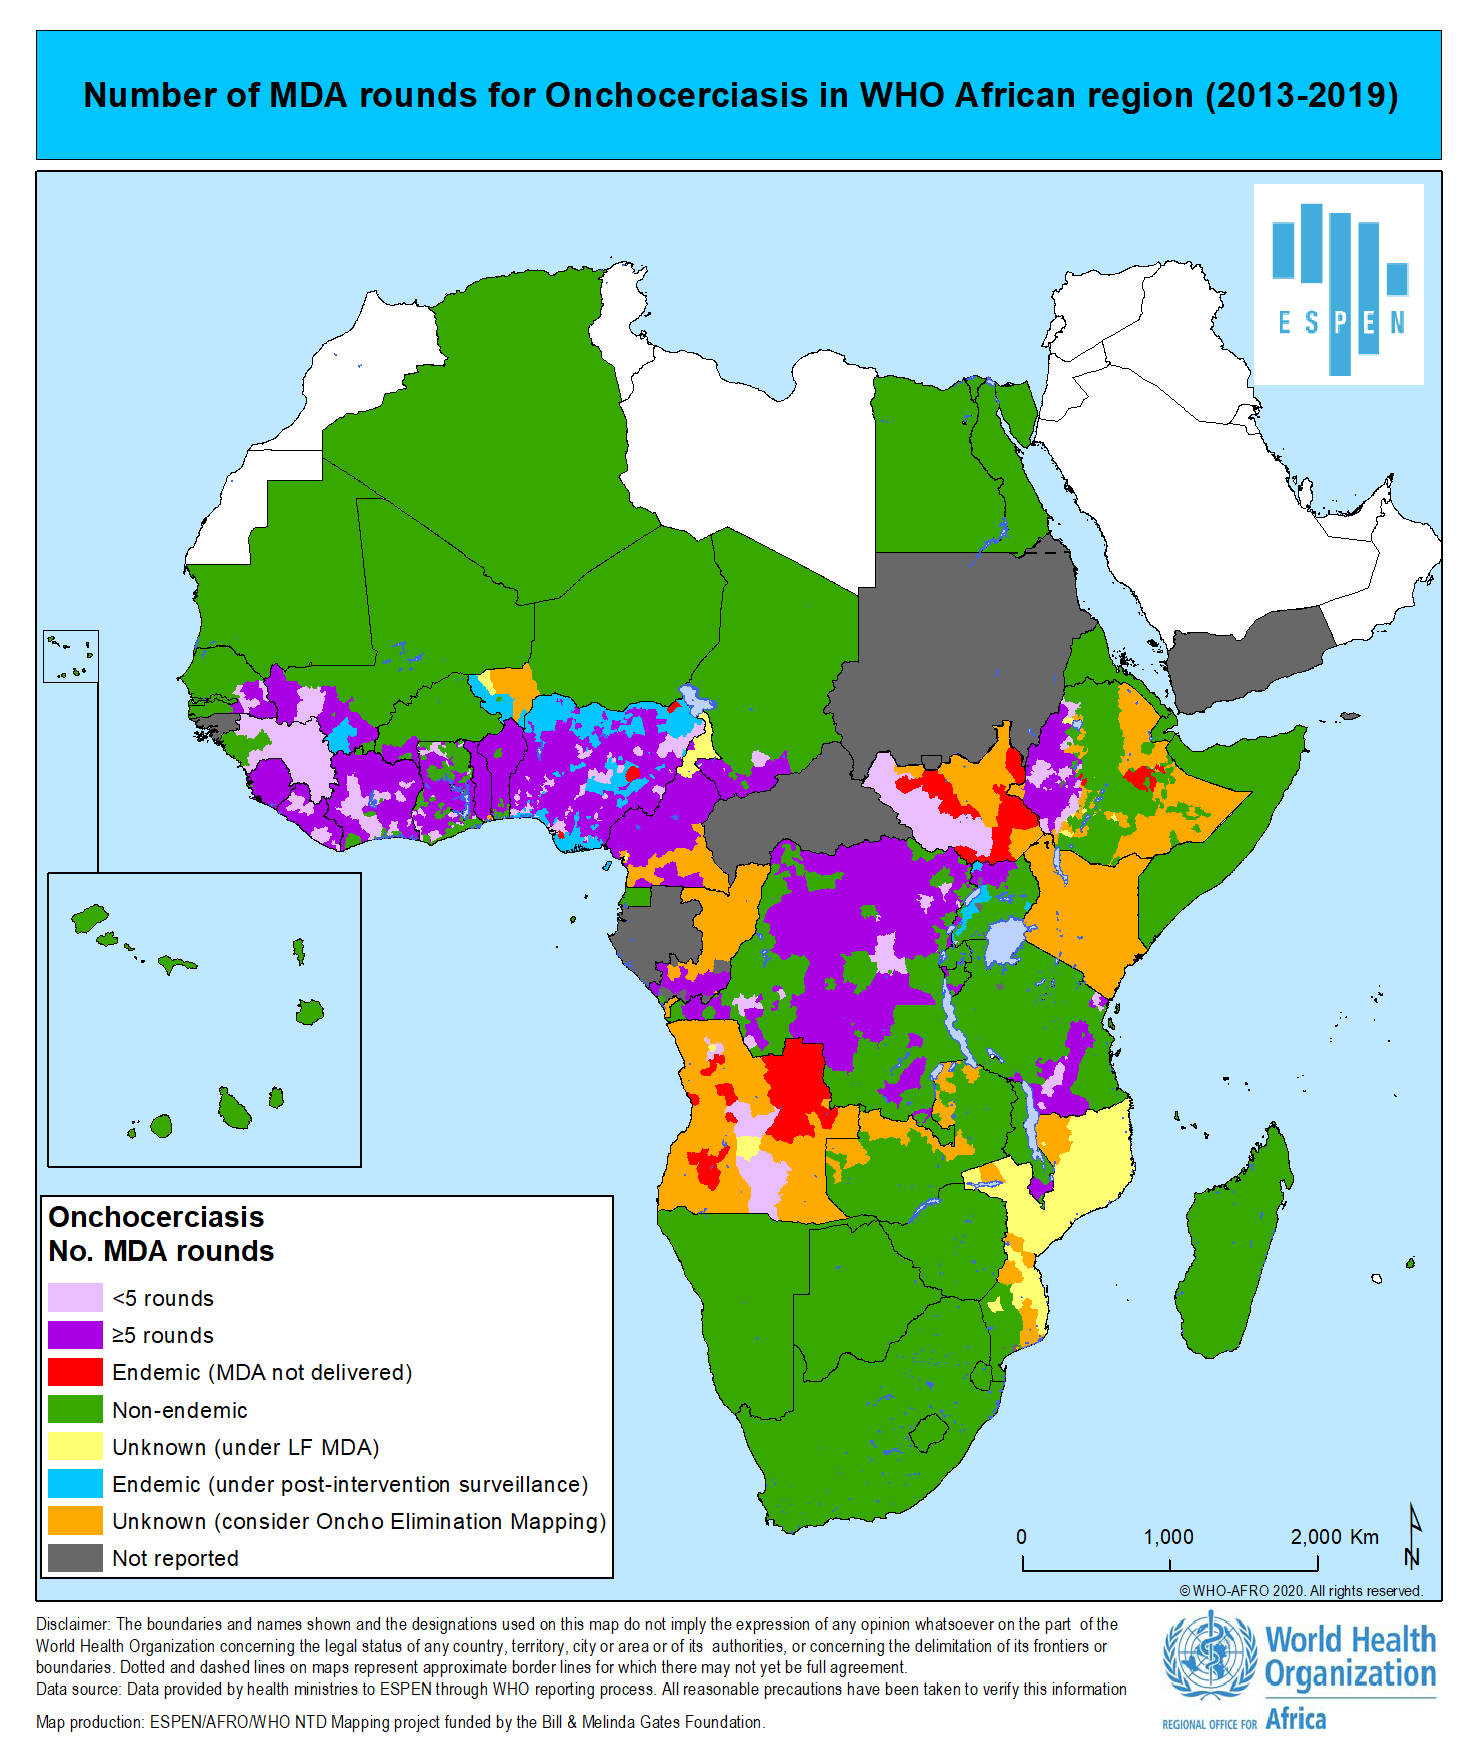 Number of MDA rounds for Onchocerciasis in WHO African region (2013-2019)
ESPEN
Onchocerciasis
No. MDA rounds
<5 rounds
≥5 rounds
Endemic (MDA not delivered)
Non-endemic
Unknown (under LF MDA)
Endemic (under post-intervention surveillance)
Unknown (consider Oncho Elimination Mapping)
Not reported
0 1,000 2,000 Km
N
© WHO-AFRO 2020. All rights reserved.
Disclaimer: The boundaries and names shown and the designations used on this map do not imply the expression of any opinion whatsoever on the part of the
World Health Organization concerning the legal status of any country, territory, city or area or of its authorities, or concerning the delimitation of its frontiers or
boundaries. Dotted and dashed lines on maps represent approximate border lines for which there may not yet be full agreement.
Data source: Data provided by health ministries to ESPEN through WHO reporting process. All reasonable precautions have been taken to verify this information
Map production: ESPEN/AFRO/WHO NTD Mapping project funded by the Bill & Melinda Gates Foundation.
World Health
Organization
REGIONAL OFFICE FOR Africa